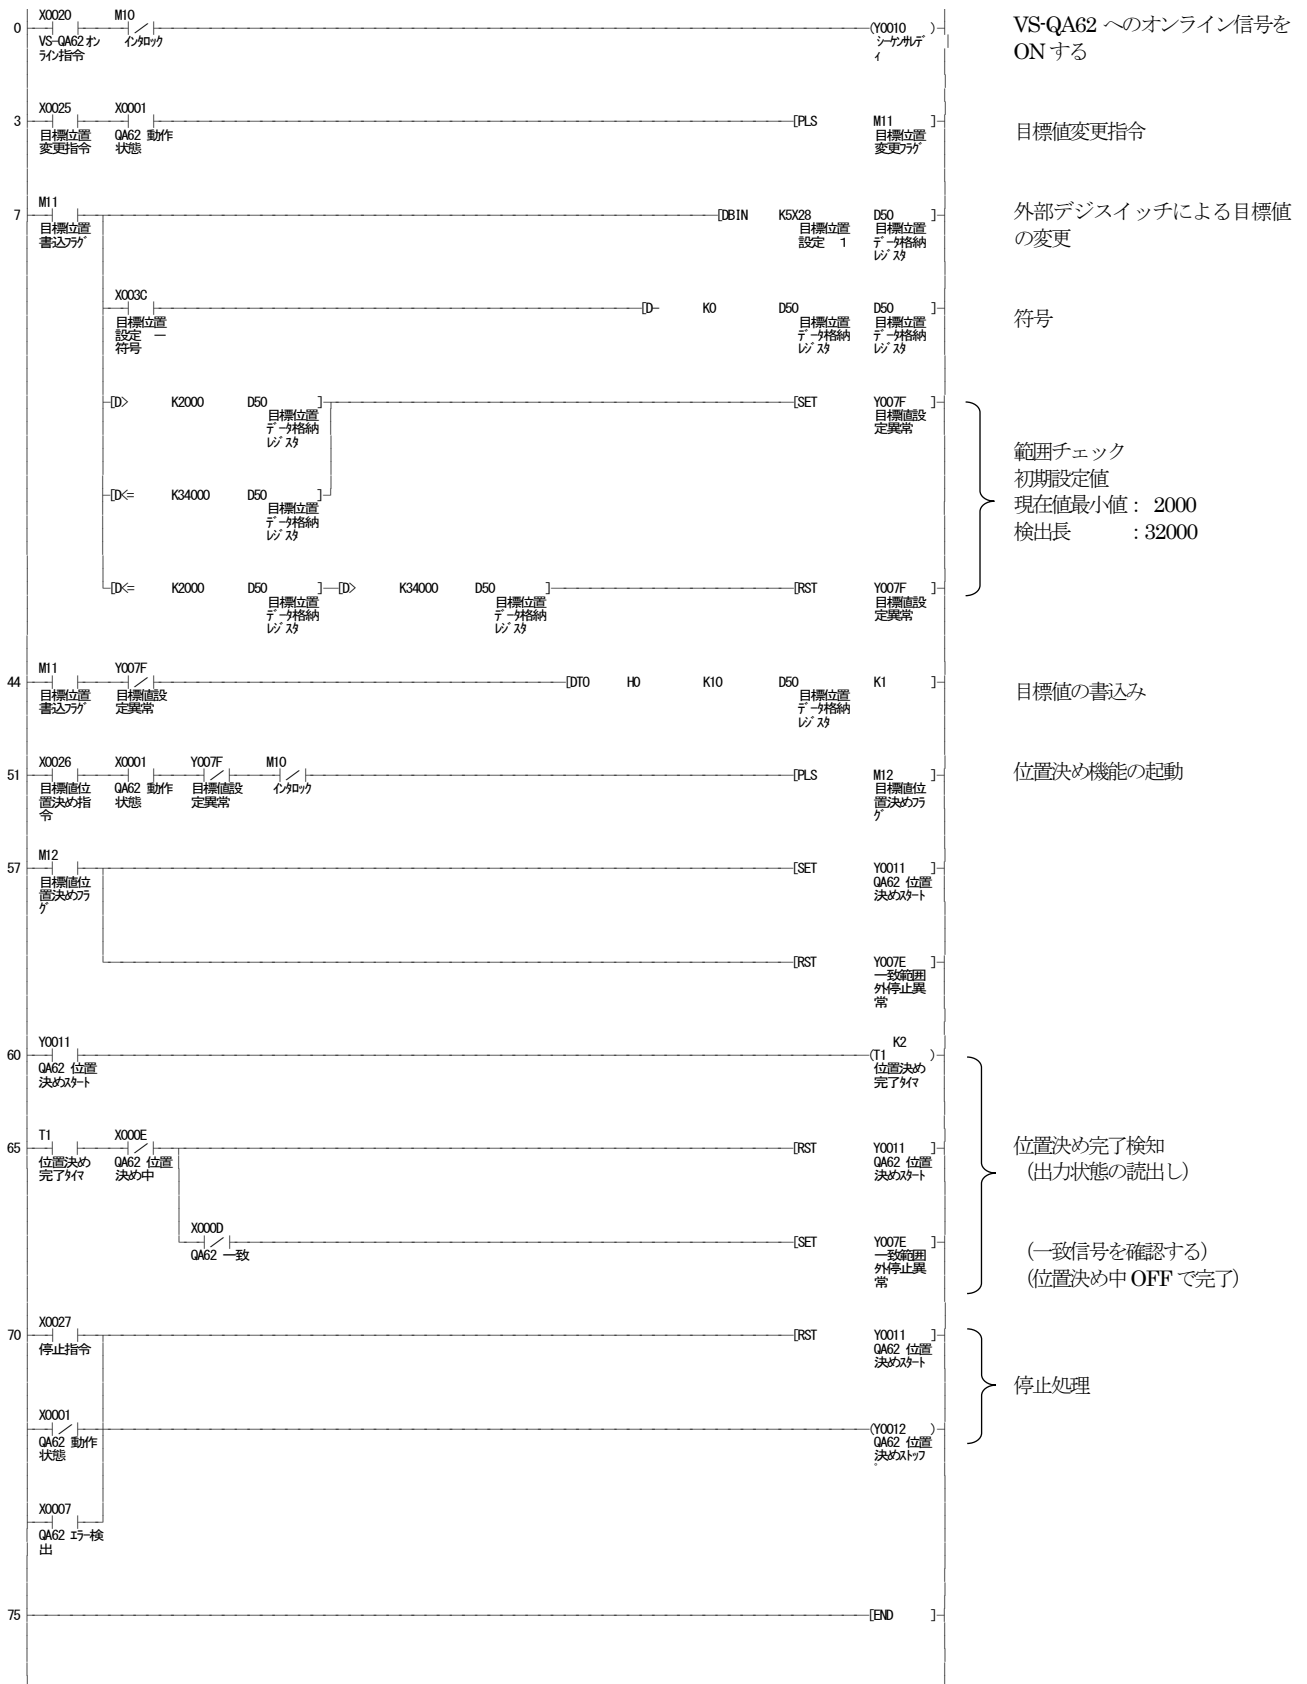 X0020 M10
0 (Y0010 )
VS-QA62 オン インタロック シーケンサレデ
ライン指令 ィ
VS-QA62 へのオンライン信号を
ON する
X0025 X0001
3 [PLS M11 ]
目標位置 QA62 動作 目標位置
変更指令 状態 変更フラグ
目標値変更指令
M11
7 [DBIN K5X28 D50 ]
目標位置 目標位置 目標位置
書込フラグ 設定 1 データ格納
レジスタ
外部デジスイッチによる目標値
の変更
X003C
[D- K0 D50 D50 ]
目標位置 目標位置 目標位置
設定 ー データ格納 データ格納
符号 レジスタ レジスタ
符号
[D> K2000 D50 ] [SET Y007F ]
目標位置 目標値設
データ格納 定異常
レジスタ
[D<= K34000 D50 ]
目標位置
データ格納
レジスタ
範囲チェック
初期設定値
現在値最小値： 2000
検出長 ：32000
[D<= K2000 D50 ] [D> K34000 D50 ] [RST Y007F ]
目標位置 目標位置 目標値設
データ格納 データ格納 定異常
レジスタ レジスタ
M11 Y007F
44 [DTO H0 K10 D50 K1 ]
目標位置 目標値設 目標位置
書込フラグ 定異常 データ格納
レジスタ
目標値の書込み
X0026 X0001 Y007F M10
51 [PLS M12 ]
目標値位 QA62 動作 目標値設 インタロック 目標値位
置決め指 状態 定異常 置決めフラ
令 グ
位置決め機能の起動
M12
57 [SET Y0011 ]
目標値位 QA62 位置
置決めフラ 決めスタート
グ
[RST Y007E ]
一致範囲
外停止異
常
Y0011 K2
60 (T1 )
QA62 位置 位置決め
決めスタート 完了タイマ
T1 X000E
65 [RST Y0011 ]
位置決め QA62 位置 QA62 位置
完了タイマ 決め中 決めスタート
位置決め完了検知
（出力状態の読出し）
X000D
[SET Y007E ]
QA62 一致 一致範囲
外停止異
常
（一致信号を確認する）
（位置決め中 OFF で完了）
X0027
70 [RST Y0011 ]
停止指令 QA62 位置
決めスタート
停止処理
X0001
(Y0012 )
QA62 動作 QA62 位置
状態 決めストッフ
゜
X0007
QA62 エラー検
出
75 [END ]